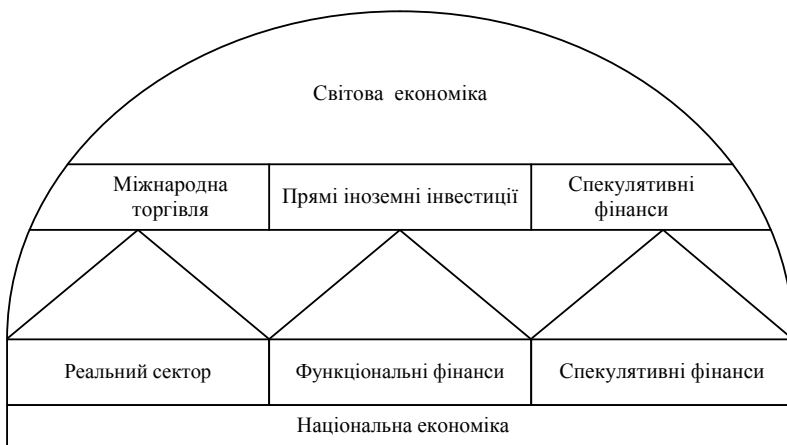 Світова економіка
Міжнародна
торгівля
Прямі іноземні інвестиції
Спекулятивні
фінанси
Реальний сектор
Функціональні фінанси
Спекулятивні фінанси
Національна економіка